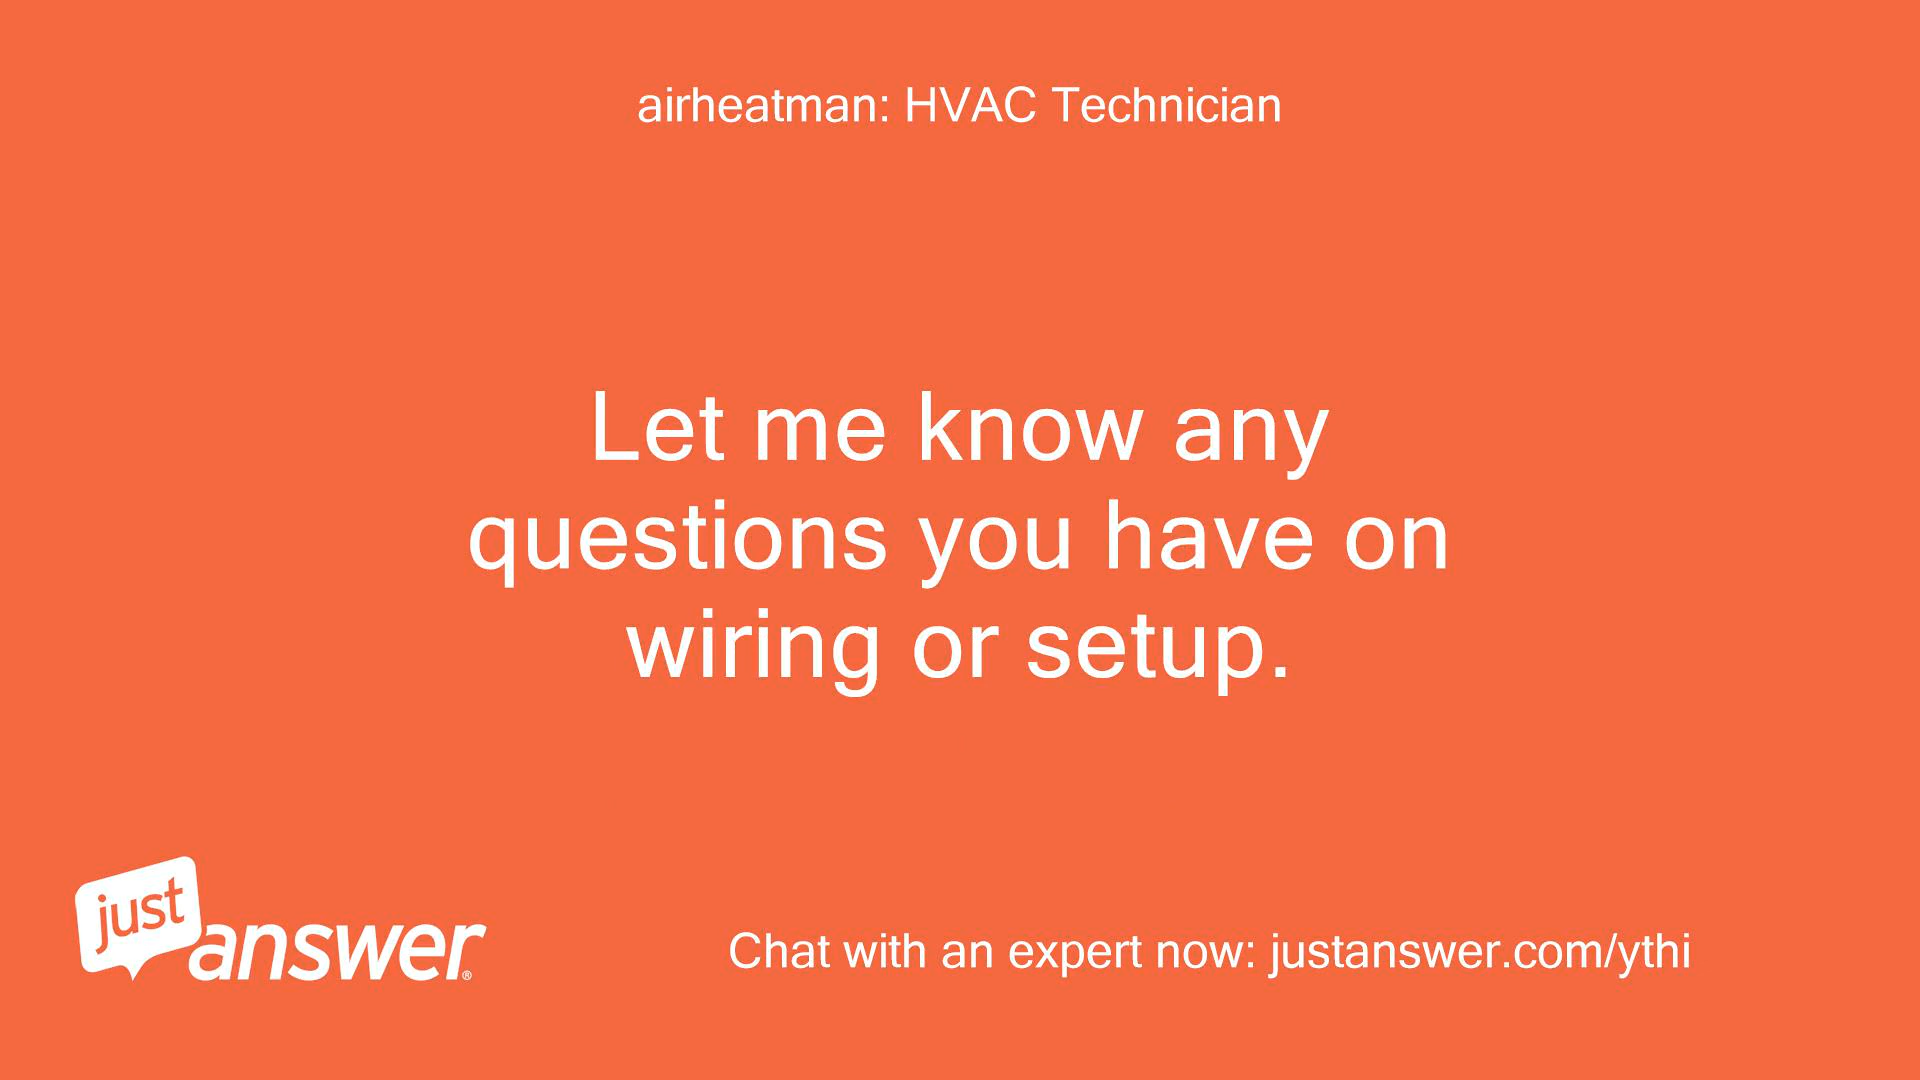 airheatman: HVAC Technician
Let me know any
questions you have on
wiring or setup.
just
answer®
Chat with an expert now: justanswer.com/ythi